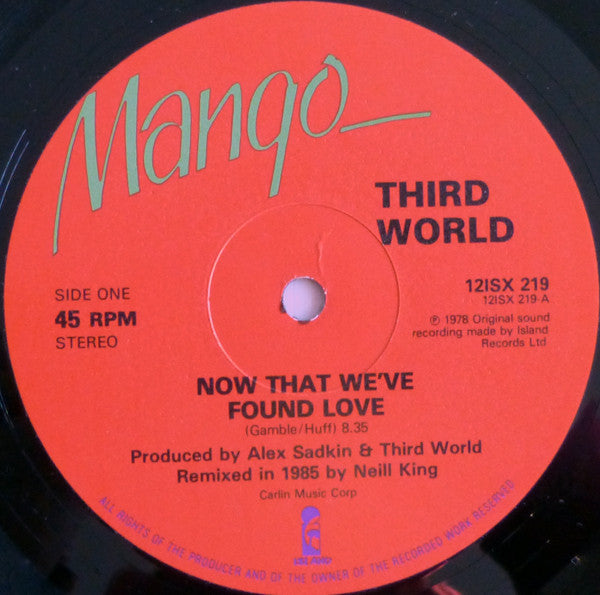 Mango
THIRD
WORLD
SIDE ONE
45 RPM
STEREO
12ISX 219
12ISX 219-A
℗ 1978 Original sound
recording made by Island
Records Ltd
NOW THAT WE'VE
FOUND LOVE
(Gamble/Huff) 8.35
Produced by Alex Sadkin & Third World
Remixed in 1985 by Neill King
Carlin Music Corp
ALL RIGHTS OF THE PRODUCER AND OF THE OWNER OF THE RECORDED WORK RESERVED